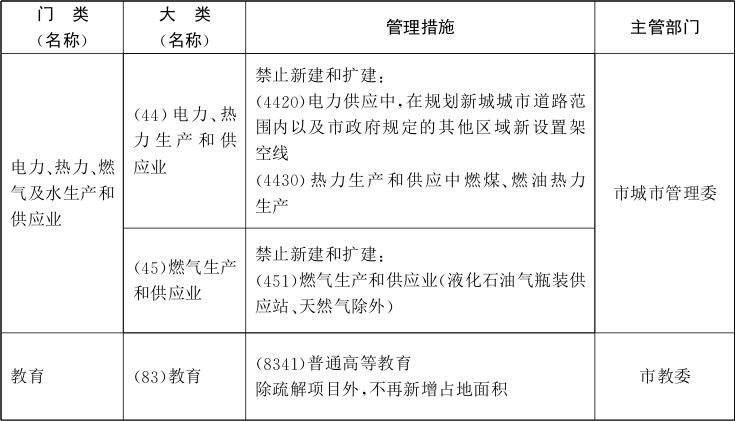 门 类
(名称)
大 类
(名称)
管理措施
主管部门
电力、热力、燃
气及水生产和
供应业
(44)电力、热
力生产和供
应业
禁止新建和扩建:
(4420)电力供应中,在规划新城城市道路范
围内以及市政府规定的其他区域新设置架
空线
(4430)热力生产和供应中燃煤、燃油热力
生产
市城市管理委
(45)燃气生产
和供应业
禁止新建和扩建:
(451)燃气生产和供应业(液化石油气瓶装供
应站、天然气除外)
教育
(83)教育
(8341)普通高等教育
除疏解项目外,不再新增占地面积
市教委